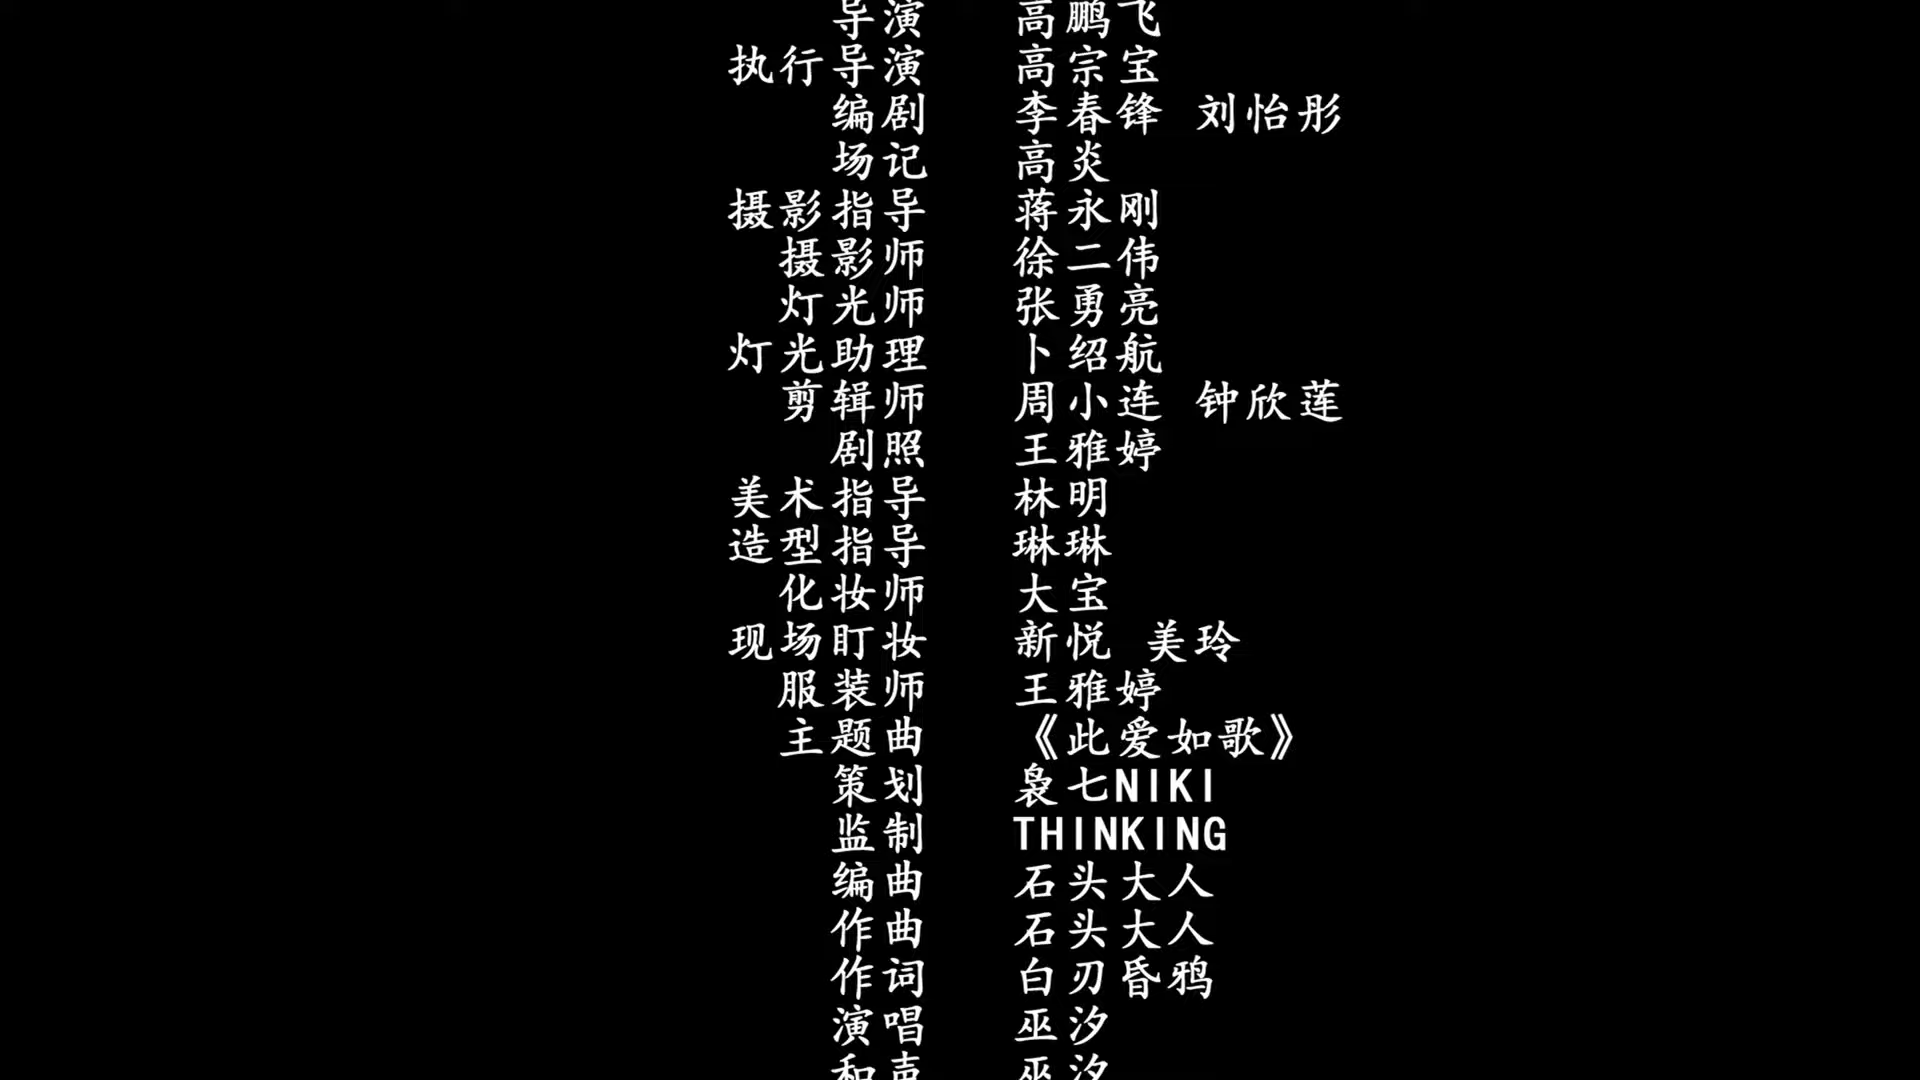 导演 高鹏飞
执行导演 高宗宝
编剧 李春锋 刘怡彤
场记 高炎
摄影指导 蒋永刚
摄影师 徐二伟
灯光师 张勇亮
灯光助理 卜绍航
剪辑师 周小连 钟欣莲
剧照 王雅婷
美术指导 林明
造型指导 琳琳
化妆师 大宝
现场盯妆 新悦 美玲
服装师 王雅婷
主题曲 《此爱如歌》
策划 袅七NIKI
监制 THINKING
编曲 石头大人
作曲 石头大人
作词 白刃昏鸦
演唱 巫汐
和声 巫汐